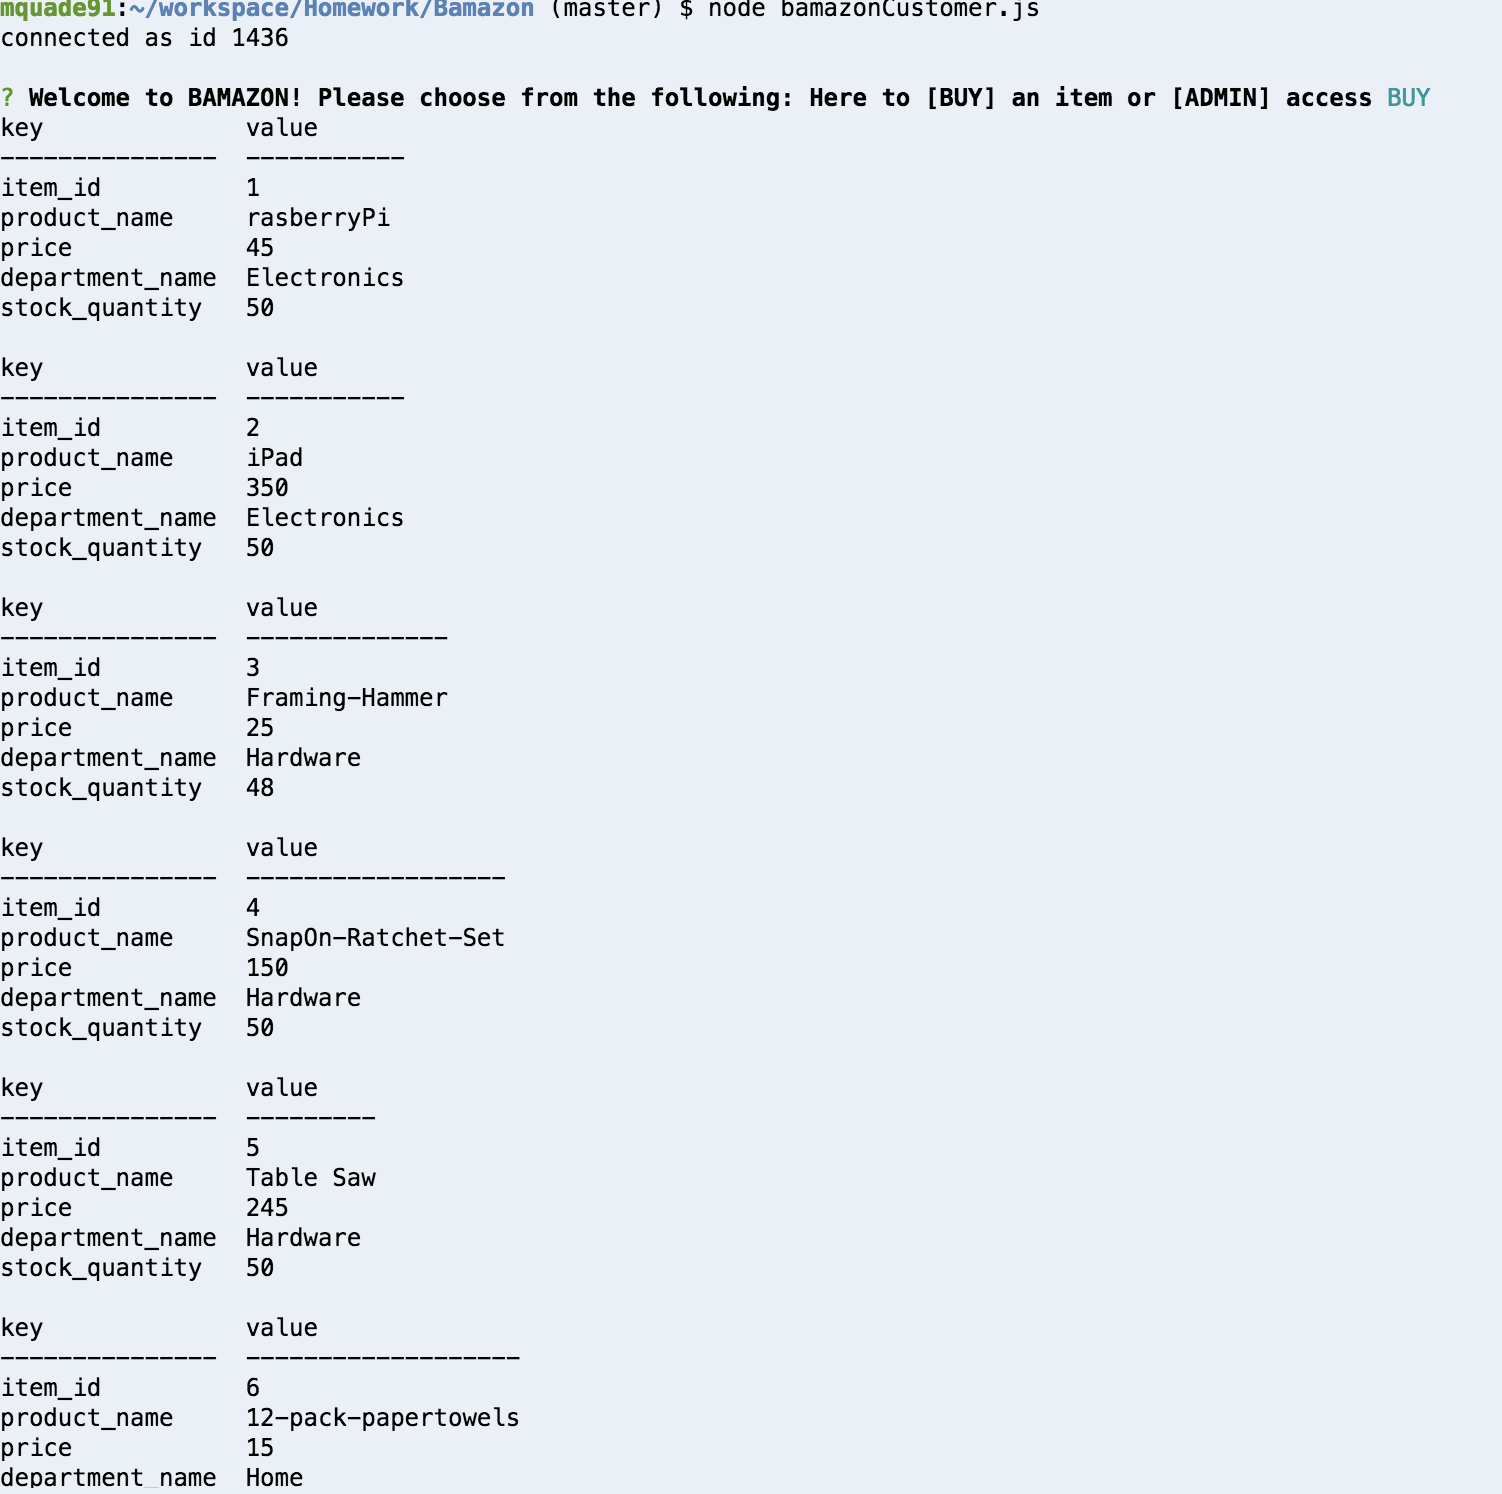 mquade91:~/workspace/Homework/Bamazon (master) $ node bamazonCustomer.js
connected as id 1436
? Welcome to BAMAZON! Please choose from the following: Here to [BUY] an item or [ADMIN] access BUY
key              value
---------------  -----------
item_id          1
product_name     rasberryPi
price            45
department_name  Electronics
stock_quantity   50
key              value
---------------  -----------
item_id          2
product_name     iPad
price            350
department_name  Electronics
stock_quantity   50
key              value
---------------  --------------
item_id          3
product_name     Framing-Hammer
price            25
department_name  Hardware
stock_quantity   48
key              value
---------------  ------------------
item_id          4
product_name     SnapOn-Ratchet-Set
price            150
department_name  Hardware
stock_quantity   50
key              value
---------------  ---------
item_id          5
product_name     Table Saw
price            245
department_name  Hardware
stock_quantity   50
key              value
---------------  -------------------
item_id          6
product_name     12-pack-papertowels
price            15
department_name  Home